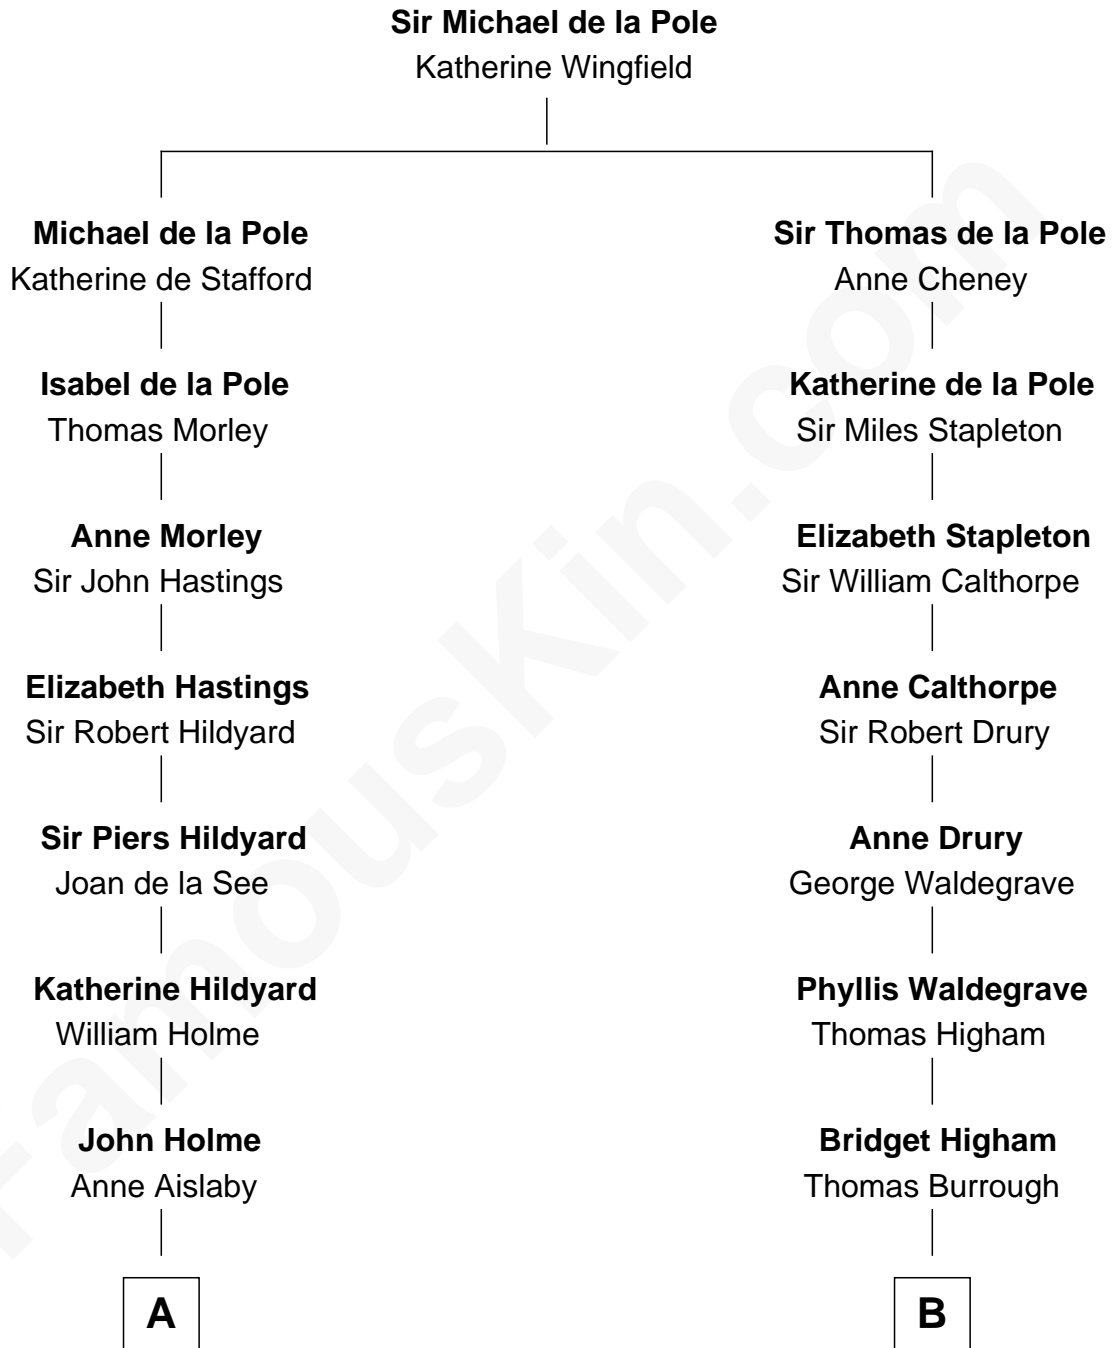 Sir Michael de la Pole
Katherine Wingfield
Michael de la Pole
Katherine de Stafford
Isabel de la Pole
Thomas Morley
Anne Morley
Sir John Hastings
Elizabeth Hastings
Sir Robert Hildyard
Sir Piers Hildyard
Joan de la See
Katherine Hildyard
William Holme
John Holme
Anne Aislaby
A
Sir Thomas de la Pole
Anne Cheney
Katherine de la Pole
Sir Miles Stapleton
Elizabeth Stapleton
Sir William Calthorpe
Anne Calthorpe
Sir Robert Drury
Anne Drury
George Waldegrave
Phyllis Waldegrave
Thomas Higham
Bridget Higham
Thomas Burrough
B
FamousKin.com